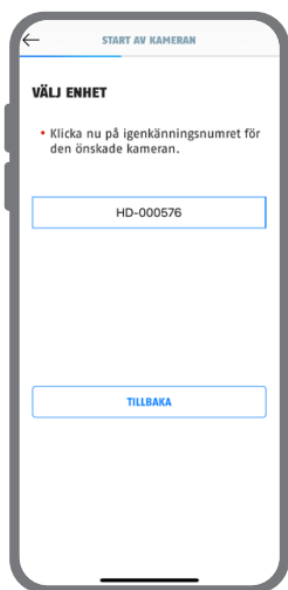 START AV KAMERAN
VÄLJ ENHET
• Klicka nu på igenkänningsnumret för
den önskade kameran.
HD-000576
TILLBAKA